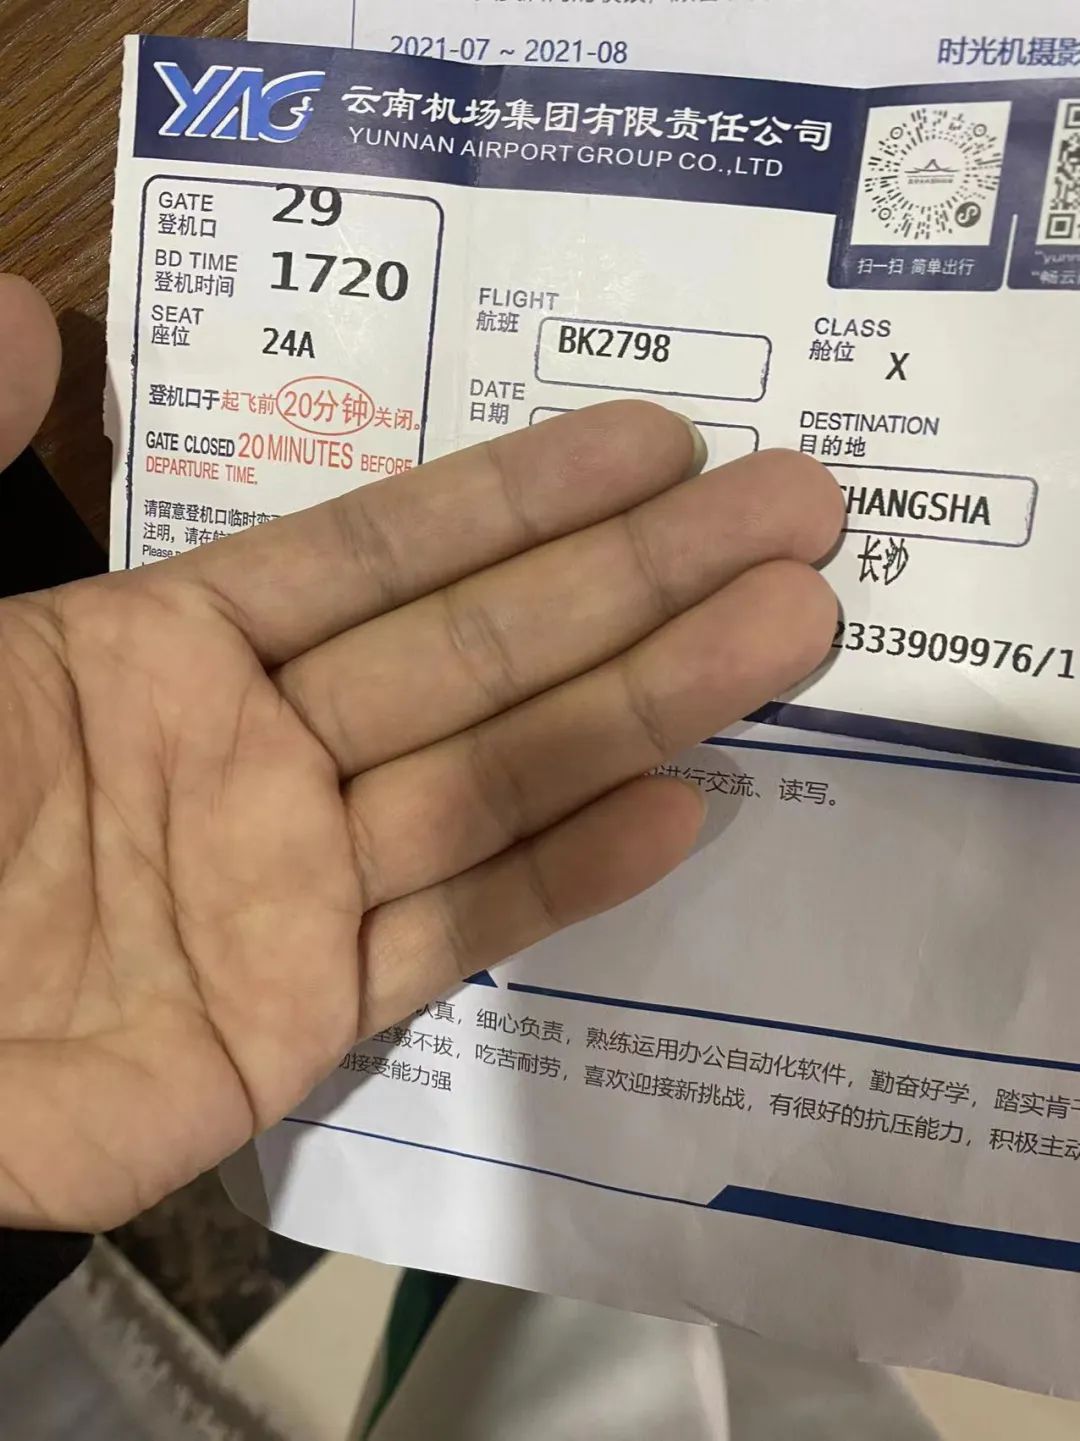 2021-07 ~ 2021-08
时光机摄影
YAG
云南机场集团有限责任公司
YUNNAN AIRPORT GROUP CO.,LTD
扫一扫 简单出行
GATE
登机口
29
BD TIME
登机时间
1720
SEAT
座位
24A
登机口于起飞前20分钟关闭。
GATE CLOSED 20 MINUTES BEFORE
DEPARTURE TIME.
请留意登机口临时变
注明，请在航
Please
FLIGHT
航班
BK2798
DATE
日期
CLASS
舱位
X
DESTINATION
目的地
HANGSHA
长沙
2333909976/1
进行交流、读写。
认真，细心负责，熟练运用办公自动化软件，勤奋好学，踏实肯干
坚毅不拔，吃苦耐劳，喜欢迎接新挑战，有很好的抗压能力，积极主动
接受能力强